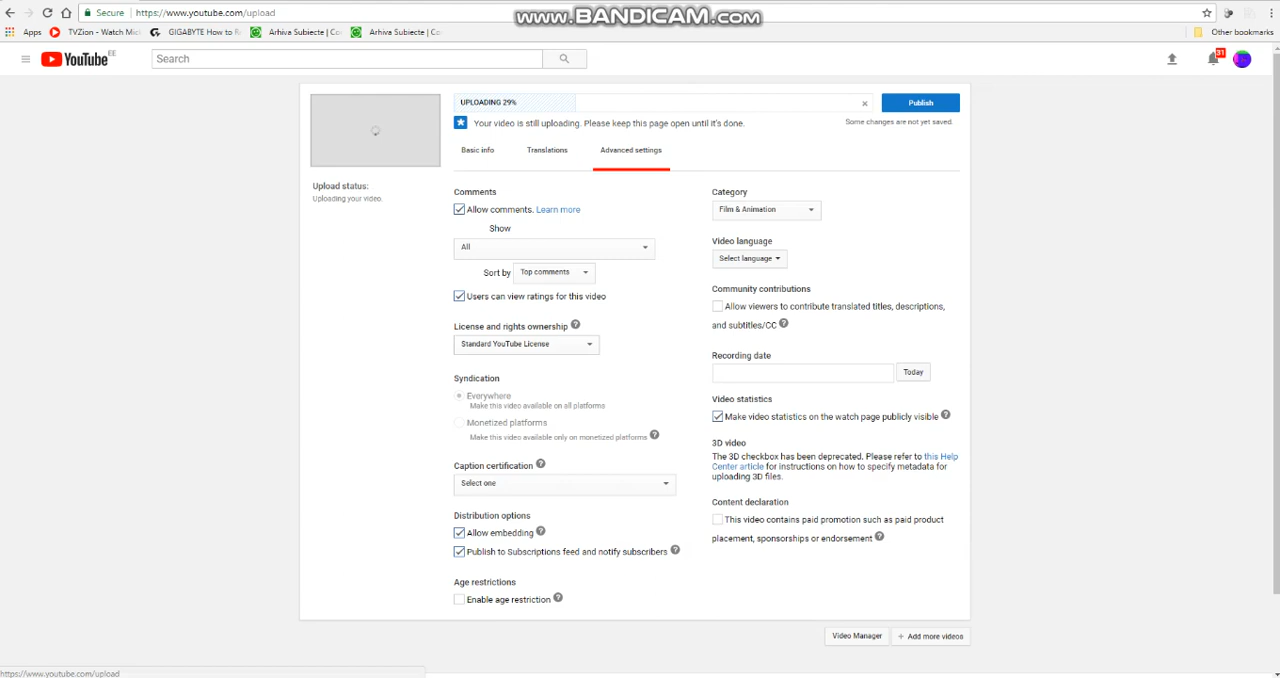 Secure
https://www.youtube.com/upload
www.BANDICAM.com
Apps
TVZion - Watch Mic
GIGABYTE How to R
Arhiva Subiecte | Co
Arhiva Subiecte | Co
Other bookmarks
YouTube EE
Search
31
UPLOADING 29%
Publish
Your video is still uploading. Please keep this page open until it's done.
Some changes are not yet saved.
Basic info
Translations
Advanced settings
Upload status:
Uploading your video.
Comments
Allow comments. Learn more
Show
All
Sort by Top comments
Users can view ratings for this video
License and rights ownership
Standard YouTube License
Syndication
Everywhere
Make this video available on all platforms
Monetized platforms
Make this video available only on monetized platforms
Caption certification
Select one
Distribution options
Allow embedding
Publish to Subscriptions feed and notify subscribers
Age restrictions
Enable age restriction
Category
Film & Animation
Video language
Select language
Community contributions
Allow viewers to contribute translated titles, descriptions,
and subtitles/CC
Recording date
Today
Video statistics
Make video statistics on the watch page publicly visible
3D video
The 3D checkbox has been deprecated. Please refer to this Help
Center article for instructions on how to specify metadata for
uploading 3D files.
Content declaration
This video contains paid promotion such as paid product
placement, sponsorships or endorsement
Video Manager
+ Add more videos
https://www.youtube.com/upload